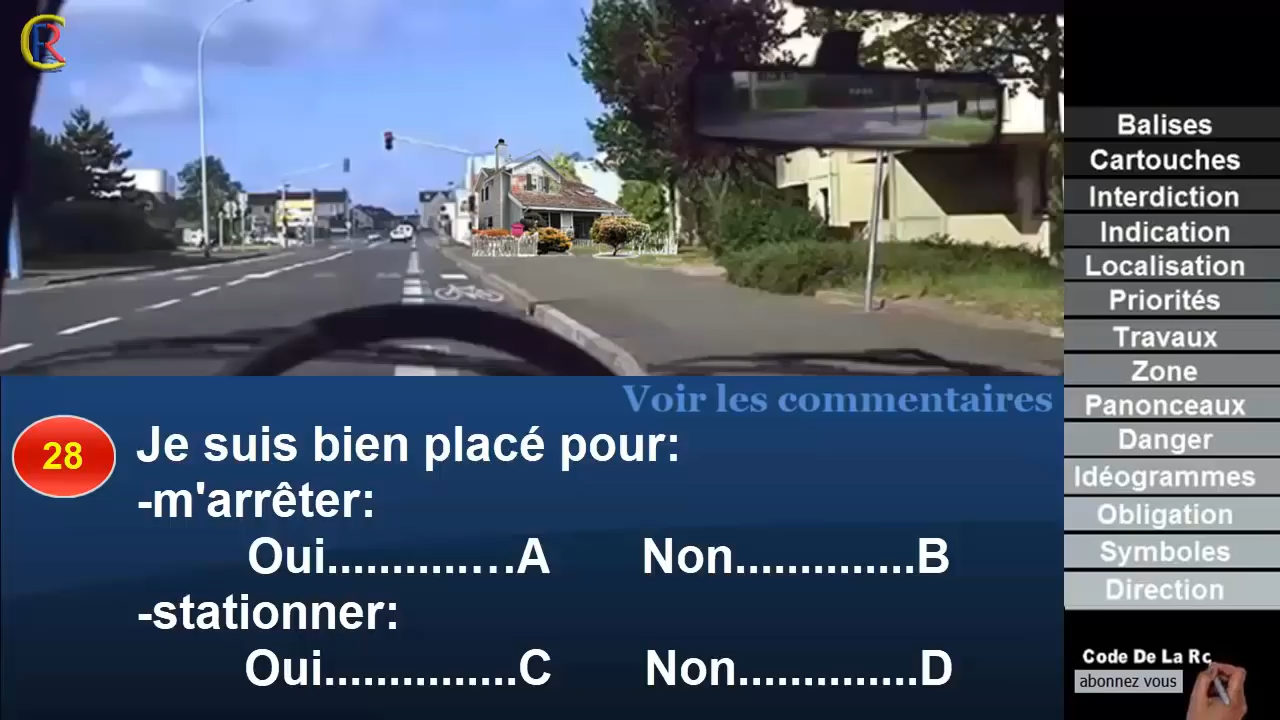 CFR
Voir les commentaires
28
Je suis bien placé pour:
-m'arrêter:
Oui..............A Non..............B
-stationner:
Oui...............C Non..............D
Balises
Cartouches
Interdiction
Indication
Localisation
Priorités
Travaux
Zone
Panonceaux
Danger
Idéogrammes
Obligation
Symboles
Direction
Code De La Rc
abonnez vous